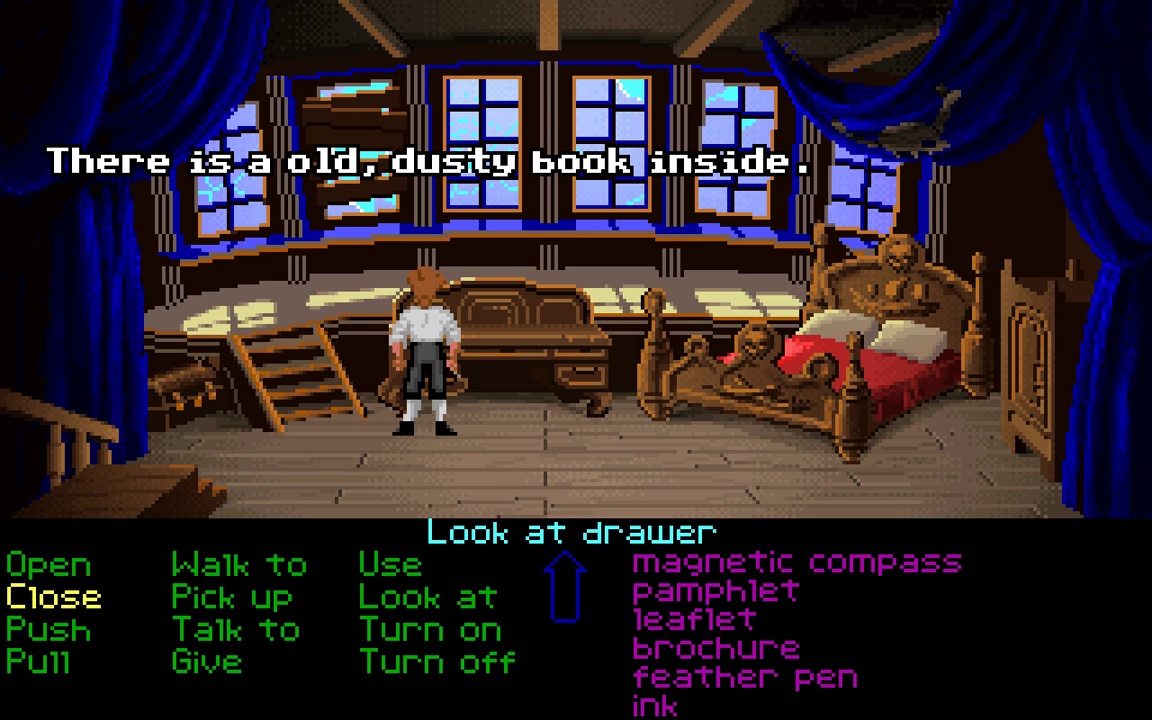 There is a old, dusty book inside.
Look at drawer
Open Walk to Use magnetic compass
Close Pick up Look at pamphlet
Push Talk to Turn on leaflet
Pull Give Turn off brochure
feather pen
ink